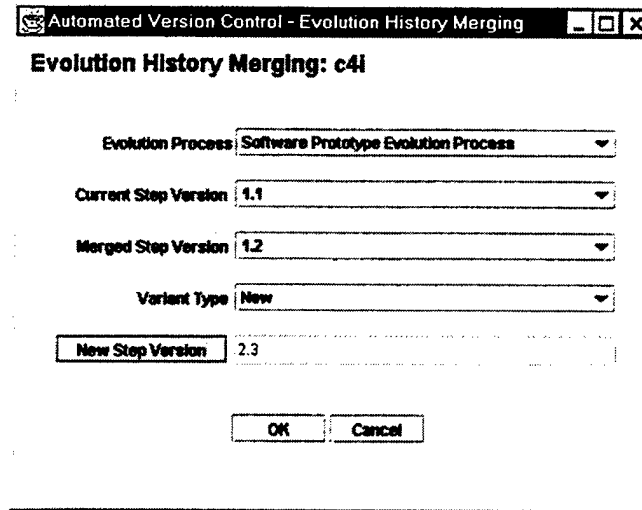 Automated Version Control - Evolution History Merging
Evolution History Merging: c4i
Evolution Process Software Prototype Evolution Process
Current Step Version 1.1
Merged Step Version 1.2
Variant Type New
New Step Version 2.3
OK Cancel